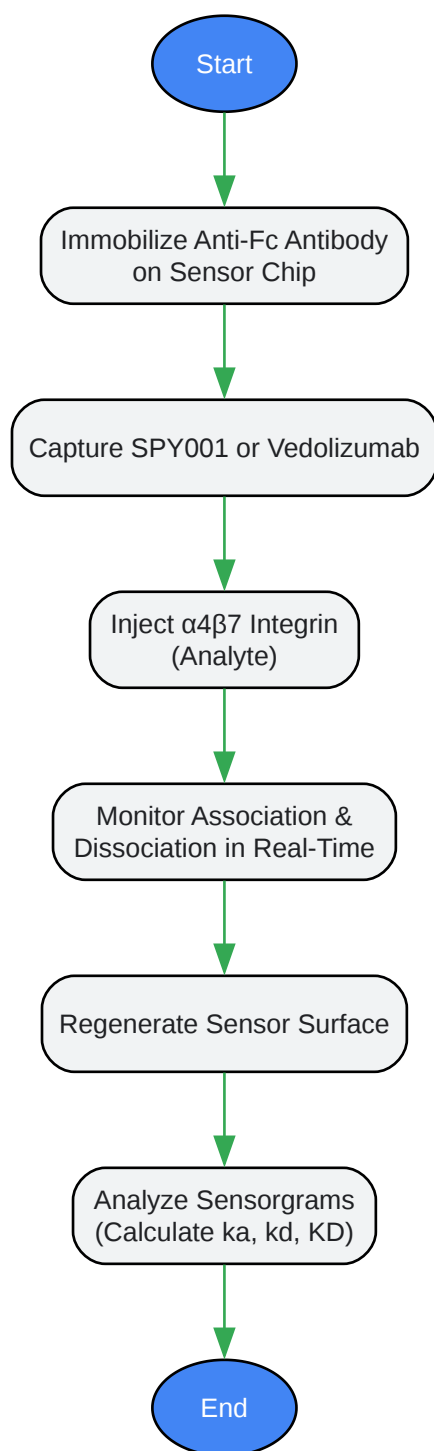 Start
Immobilize Anti-Fc Antibody
on Sensor Chip
Capture SPY001 or Vedolizumab
Inject α4β7 Integrin
(Analyte)
Monitor Association &
Dissociation in Real-Time
Regenerate Sensor Surface
Analyze Sensorgrams
(Calculate ka, kd, KD)
End